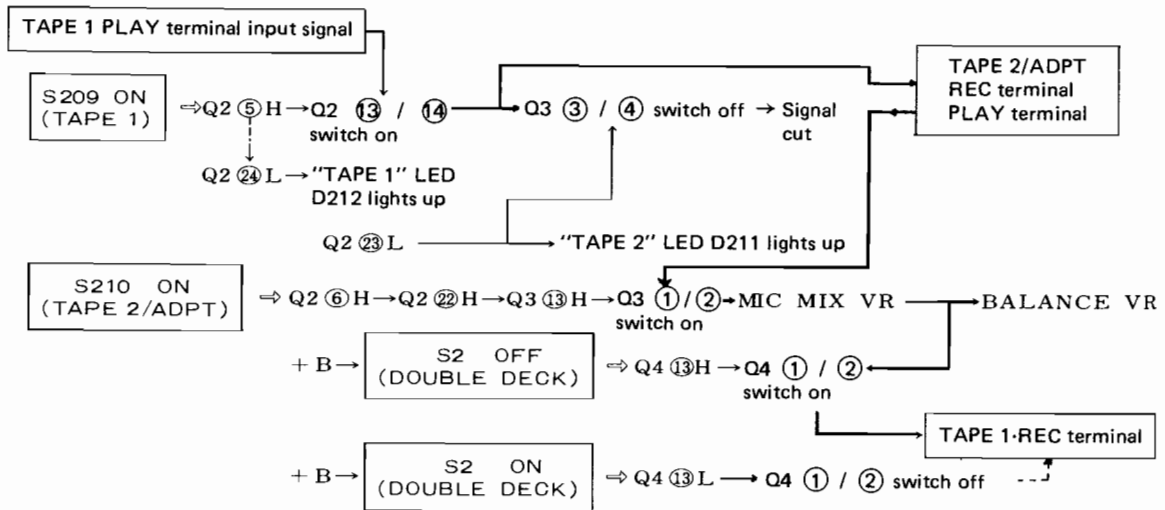 TAPE 1 PLAY terminal input signal
TAPE 2/ADPT
REC terminal
PLAY terminal
S209 ON
(TAPE 1)
⇨ Q2 ⑤ H → Q2 ⑬ / ⑭ → Q3 ③ / ④ switch off → Signal
switch on
cut
Q2 ㉔ L → "TAPE 1" LED
D212 lights up
Q2 ㉓ L → "TAPE 2" LED D211 lights up
S210 ON
(TAPE 2/ADPT)
⇨ Q2 ⑥ H → Q2 ㉒ H → Q3 ⑬ H → Q3 ① / ② → MIC MIX VR → BALANCE VR
switch on
+ B → S2 OFF ⇨ Q4 ⑬ H → Q4 ① / ②
(DOUBLE DECK)
switch on
TAPE 1·REC terminal
+ B → S2 ON ⇨ Q4 ⑬ L → Q4 ① / ② switch off
(DOUBLE DECK)